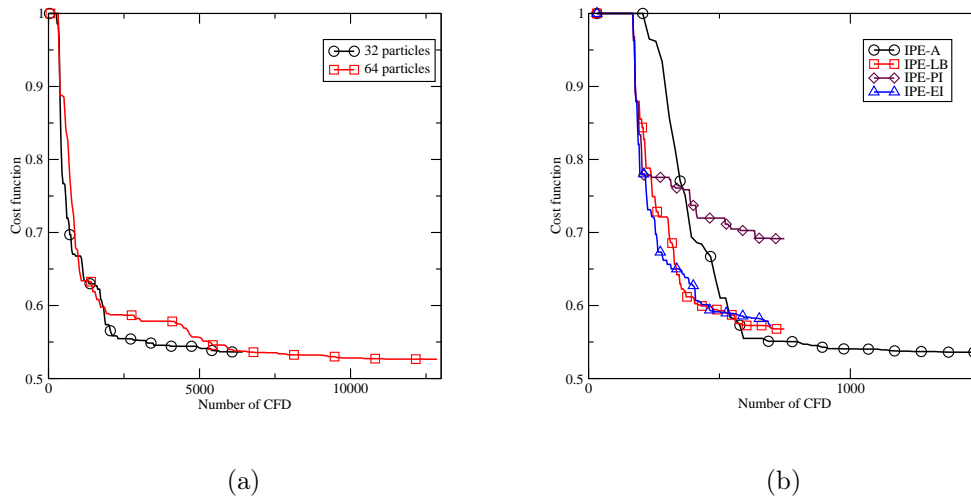 1
0.9
0.8
0.7
0.6
0.5
Cost function
0
5000
10000
Number of CFD
32 particles
64 particles
(a)
1
0.9
0.8
0.7
0.6
0.5
Cost function
0
1000
Number of CFD
IPE-A
IPE-LB
IPE-PI
IPE-EI
(b)